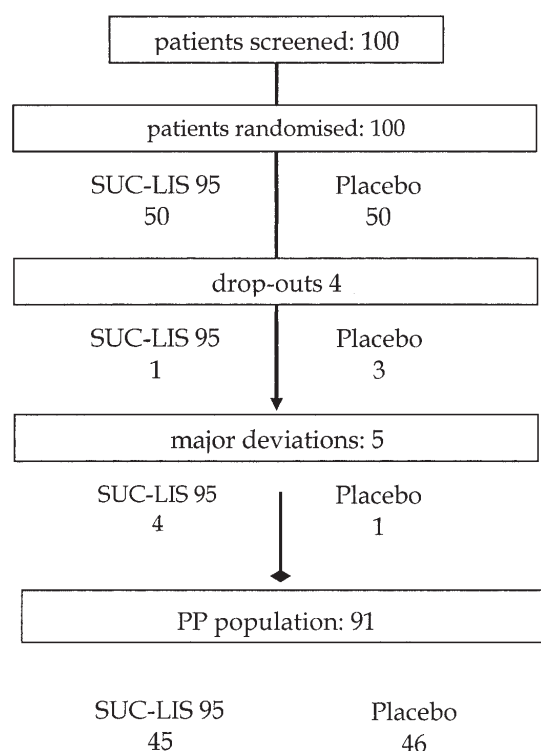 patients screened: 100
patients randomised: 100
SUC-LIS 95 Placebo
50 50
drop-outs 4
SUC-LIS 95 Placebo
1 3
major deviations: 5
SUC-LIS 95 Placebo
4 1
PP population: 91
SUC-LIS 95 Placebo
45 46